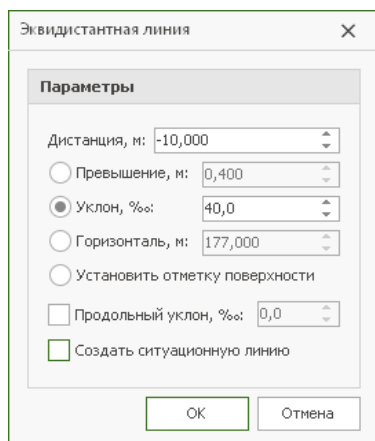 Эквидистантная линия
Параметры
Дистанция, м: -10,000
Превышение, м: 0,400
Уклон, ‰: 40,0
Горизонталь, м: 177,000
Установить отметку поверхности
Продольный уклон, ‰: 0,0
Создать ситуационную линию
ОК Отмена